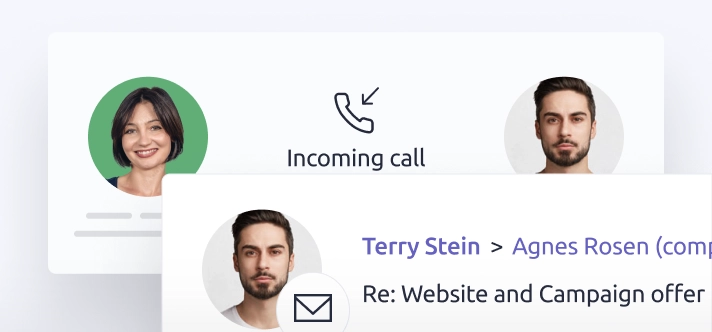 Incoming call
Terry Stein > Agnes Rosen (comp
Re: Website and Campaign offer